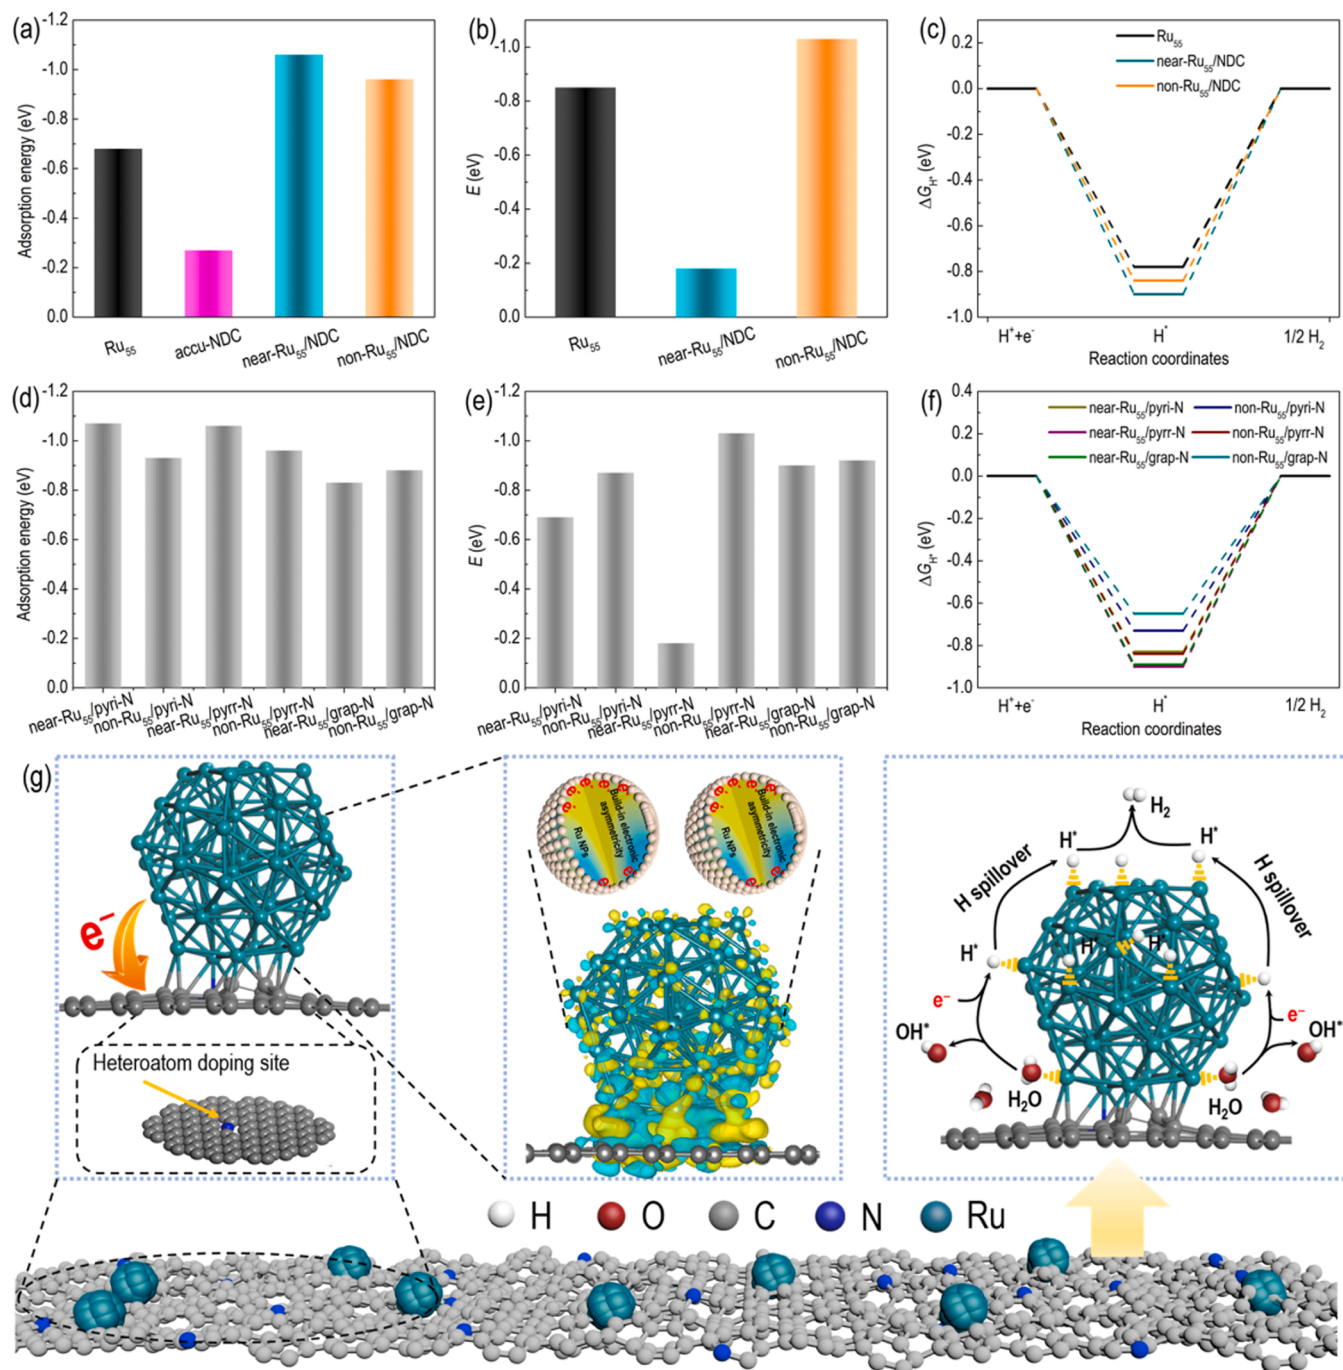 (a)
-1.2
-1.0
-0.8
-0.6
-0.4
-0.2
0.0
Adsorption energy (eV)
Ru55
accu-NDC
near-Ru55/NDC
non-Ru55/NDC
(b)
-1.0
-0.8
-0.6
-0.4
-0.2
0.0
E (eV)
Ru55
near-Ru55/NDC
non-Ru55/NDC
(c)
0.2
0.0
-0.2
-0.4
-0.6
-0.8
-1.0
ΔGH* (eV)
Ru55
near-Ru55/NDC
non-Ru55/NDC
H⁺+e⁻
H*
1/2 H₂
Reaction coordinates
(d)
-1.2
-1.0
-0.8
-0.6
-0.4
-0.2
0.0
Adsorption energy (eV)
near-Ru55/pyri-N
non-Ru55/pyri-N
near-Ru55/pyrr-N
non-Ru55/pyrr-N
near-Ru55/grap-N
non-Ru55/grap-N
(e)
-1.2
-1.0
-0.8
-0.6
-0.4
-0.2
0.0
E (eV)
near-Ru55/pyri-N
non-Ru55/pyri-N
near-Ru55/pyrr-N
non-Ru55/pyrr-N
near-Ru55/grap-N
non-Ru55/grap-N
(f)
0.4
0.2
0.0
-0.2
-0.4
-0.6
-0.8
-1.0
ΔGH* (eV)
near-Ru55/pyri-N
non-Ru55/pyri-N
near-Ru55/pyrr-N
non-Ru55/pyrr-N
near-Ru55/grap-N
non-Ru55/grap-N
H⁺+e⁻
H*
1/2 H₂
Reaction coordinates
(g)
e⁻
Heteroatom doping site
e⁻ e⁻ e⁻ e⁻
Build-in electronic
asymmetricity
Ru NPs
e⁻ e⁻
e⁻ e⁻ e⁻ e⁻
Build-in electronic
asymmetricity
Ru NPs
e⁻ e⁻
H₂
H*
H*
H spillover
H spillover
H*
H*
H*
e⁻
e⁻
OH*
OH*
H₂O
H₂O
H
O
C
N
Ru